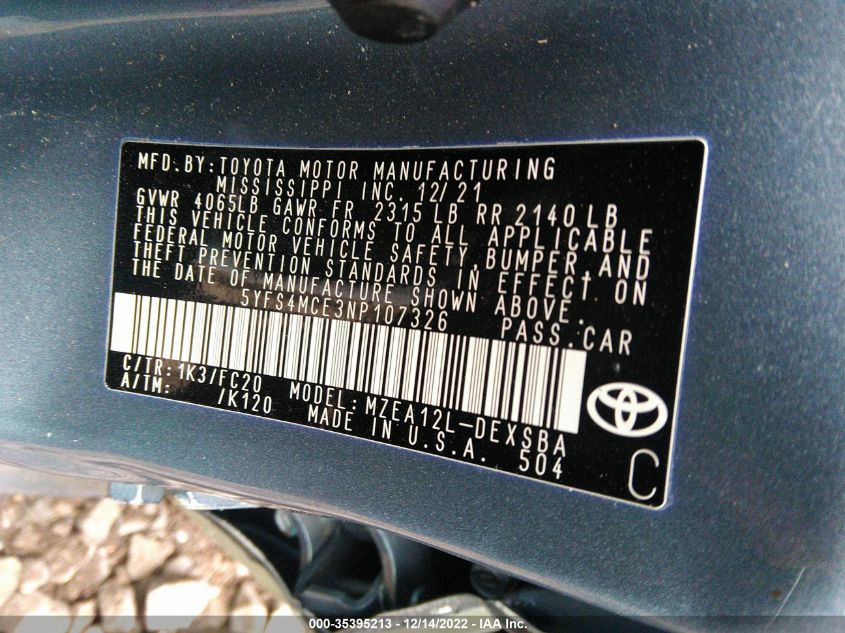 MFD.BY:TOYOTA MOTOR MANUFACTURING
MISSISSIPPI INC. 12/21
GVWR 4065LB GAWR FR 2315 LB RR 2140 LB
THIS VEHICLE CONFORMS TO ALL APPLICABLE
FEDERAL MOTOR VEHICLE SAFETY,BUMPER,AND
THEFT PREVENTION STANDARDS IN EFFECT ON
THE DATE OF MANUFACTURE SHOWN ABOVE.
5YFS4MCE3NP107326 PASS.CAR
C/TR:1K3/FC20 MODEL:MZEA12L-DEXSBA
A/TM: /K120 MADE IN U.S.A. 504
C
000-35395213 - 12/14/2022 - IAA Inc.